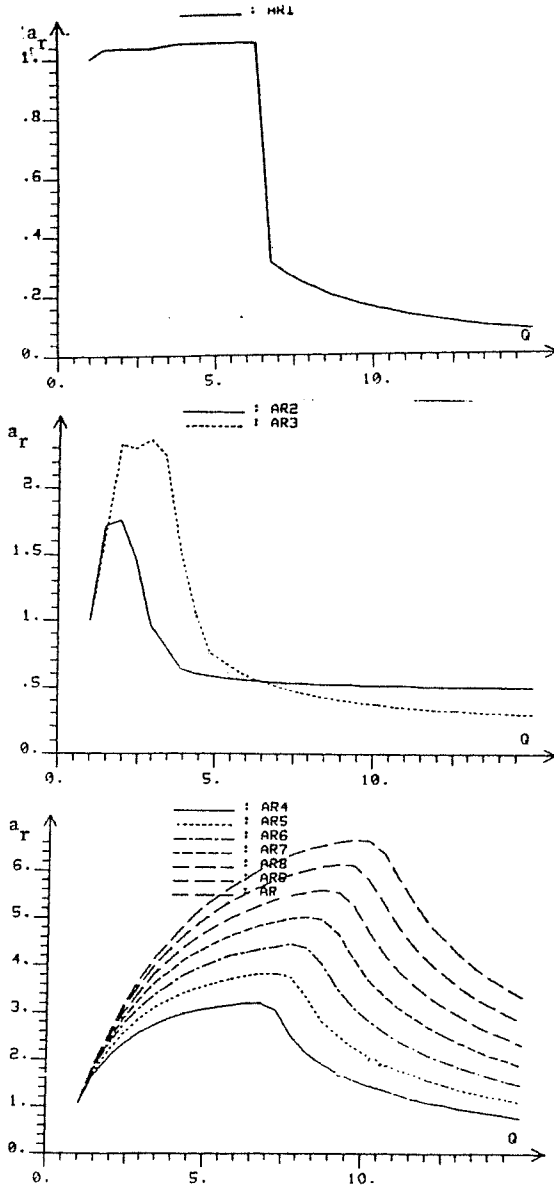 : AR1
a
r
1.
.8
.6
.4
.2
0.
Q
0. 5. 10.
: AR2
: AR3
a
r
2.
1.5
1.
.5
0.
Q
0. 5. 10.
: AR4
: AR5
: AR6
: AR7
: AR8
: AR9
: AR
a
r
6.
5.
4.
3.
2.
1.
0.
Q
0. 5. 10.